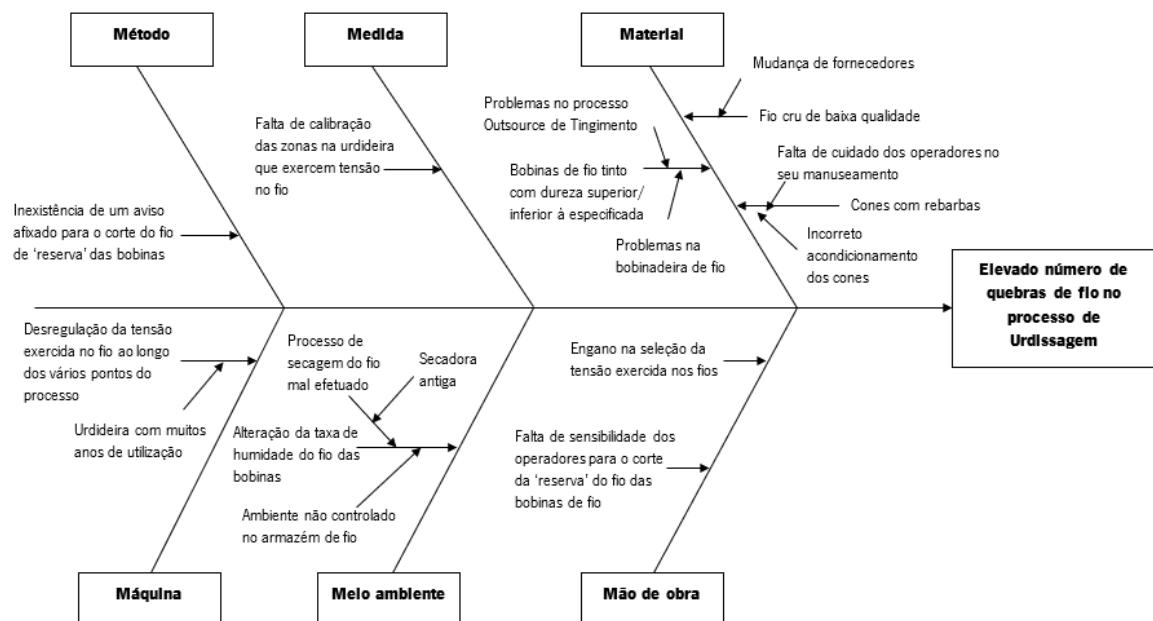 Método
Medida
Material
Mudança de fornecedores
Problemas no processo
Outsource de Tingimento
Fio cru de baixa qualidade
Falta de calibração
das zonas na urdideira
que exercem tensão
no fio
Falta de cuidado dos operadores no
seu manuseamento
Bobinas de fio tinto
com dureza superior/
inferior à especificada
Cones com rebarbas
Inexistência de um aviso
afixado para o corte do fio
de ‘reserva’ das bobinas
Problemas na
bobinadeira de fio
Incorreto
acondicionamento
dos cones
Elevado número de
quebras de fio no
processo de
Urdissagem
Desregulação da tensão
exercida no fio ao longo
dos vários pontos do
processo
Urdideira com muitos
anos de utilização
Processo de
secagem do fio
mal efetuado
Secadora
antiga
Alteração da taxa de
humidade do fio das
bobinas
Ambiente não controlado
no armazém de fio
Engano na seleção da
tensão exercida nos fios
Falta de sensibilidade dos
operadores para o corte
da ‘reserva’ do fio das
bobinas de fio
Máquina
Meio ambiente
Mão de obra